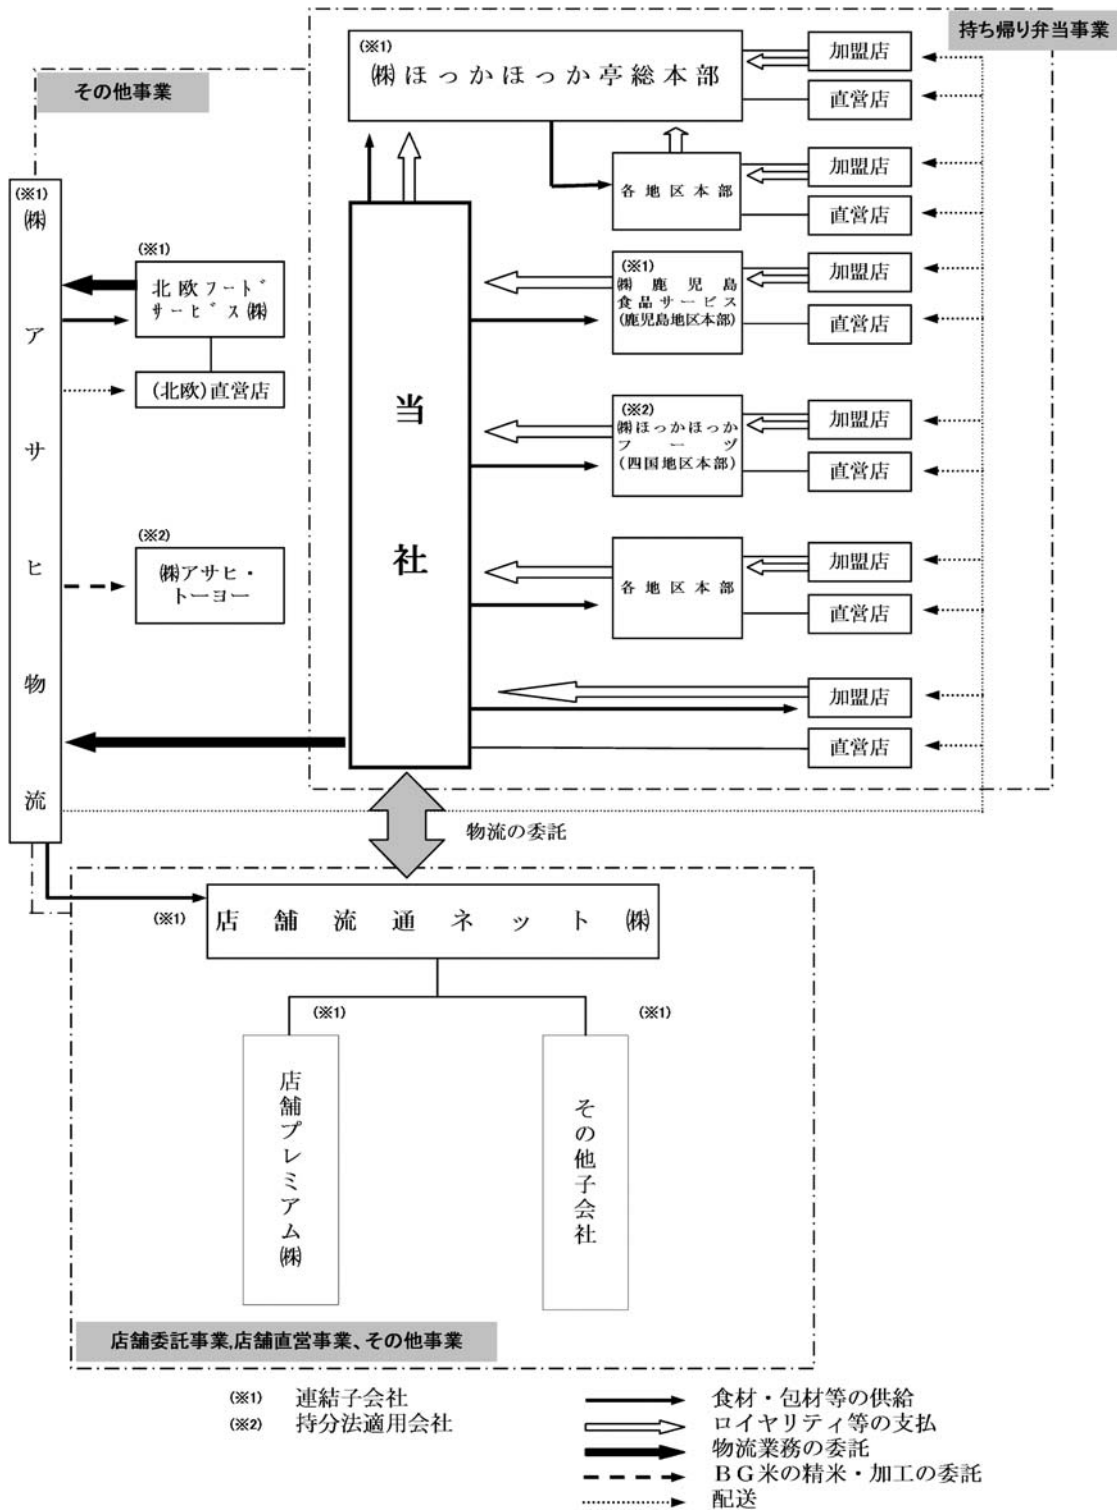 持ち帰り弁当事業
その他事業
(※1)
㈱ほっかほっか亭総本部
加盟店
直営店
各地区本部
加盟店
直営店
(※1)
㈱アサヒ物流
(※1)
北欧フードサービス㈱
(北欧)直営店
(※2)
㈱アサヒ・
トーヨー
当社
(※1)
㈱鹿児島
食品サービス
(鹿児島地区本部)
加盟店
直営店
(※2)
㈱ほっかほっか
フーヅ
(四国地区本部)
加盟店
直営店
各地区本部
加盟店
直営店
加盟店
直営店
物流の委託
(※1)
店舗流通ネット㈱
(※1)
店舗プレミアム㈱
(※1)
その他子会社
店舗委託事業,店舗直営事業、その他事業
(※1) 連結子会社
(※2) 持分法適用会社
食材・包材等の供給
ロイヤリティ等の支払
物流業務の委託
BG米の精米・加工の委託
配送